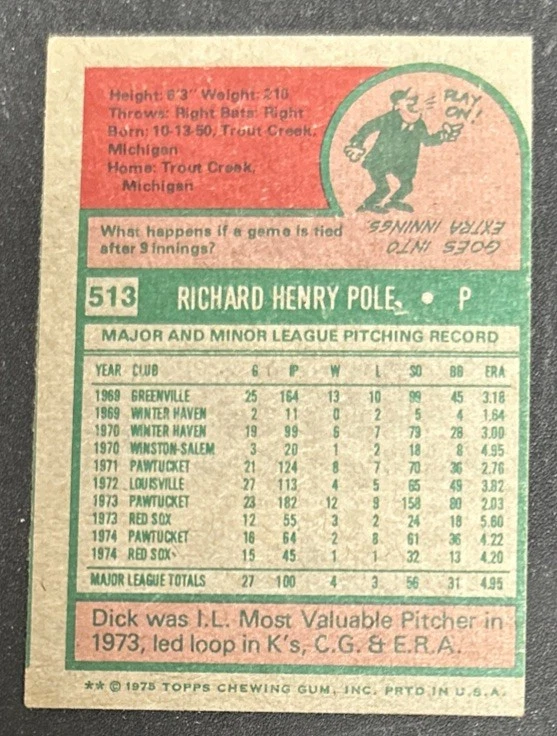 Height: 6'3" Weight: 210
Throws: Right Bats: Right
Born: 10-13-50, Trout Creek,
Michigan
Home: Trout Creek,
Michigan
PLAY
ON!
What happens if a game is tied
after 9 innings?
GOES INTO
EXTRA INNINGS.
513 RICHARD HENRY POLE • P
MAJOR AND MINOR LEAGUE PITCHING RECORD
YEAR CLUB G IP W L SO BB ERA
1969 GREENVILLE 25 164 13 10 99 45 3.18
1969 WINTER HAVEN 2 11 0 2 5 4 1.64
1970 WINTER HAVEN 19 99 6 7 79 28 3.00
1970 WINSTON-SALEM 3 20 1 2 18 8 4.95
1971 PAWTUCKET 21 124 8 7 70 36 2.76
1972 LOUISVILLE 27 113 4 5 65 49 3.82
1973 PAWTUCKET 23 182 12 9 158 80 2.03
1973 RED SOX 12 55 3 2 24 18 5.60
1974 PAWTUCKET 16 64 2 8 61 36 4.22
1974 RED SOX 15 45 1 1 32 13 4.20
MAJOR LEAGUE TOTALS 27 100 4 3 56 31 4.95
Dick was I.L. Most Valuable Pitcher in
1973, led loop in K's, C.G. & E.R.A.
** © 1975 TOPPS CHEWING GUM, INC. PRTD IN U.S.A.